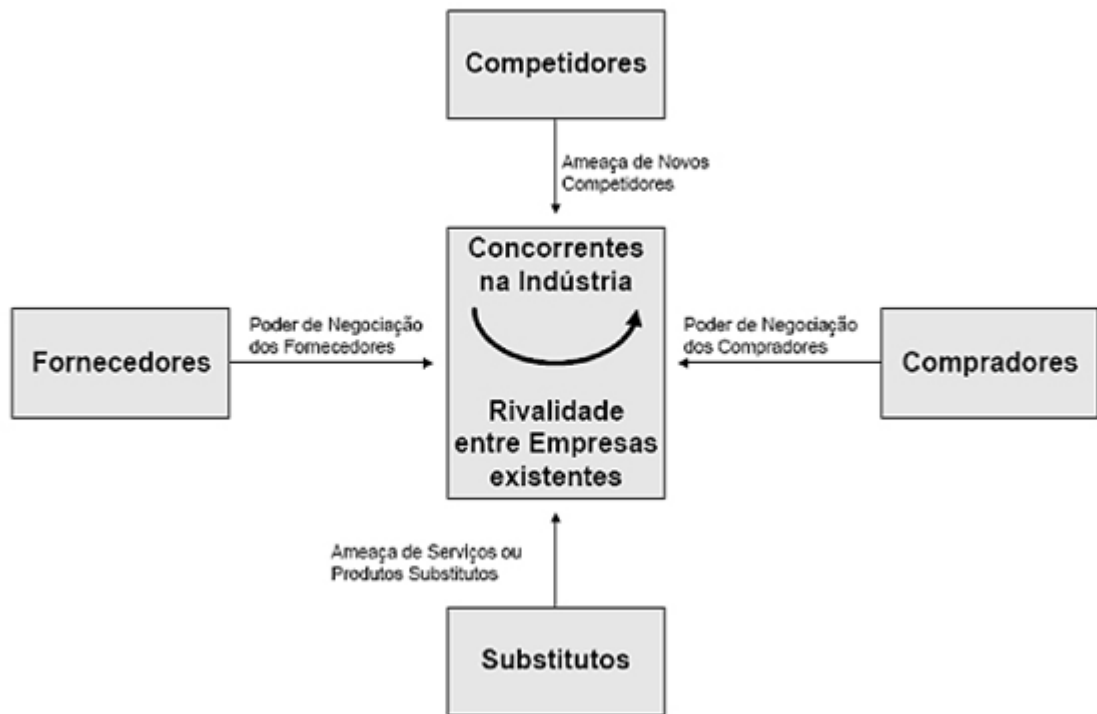 Competidores
Ameaça de Novos
Competidores
Concorrentes
na Indústria
Fornecedores
Poder de Negociação
dos Fornecedores
Poder de Negociação
dos Compradores
Compradores
Rivalidade
entre Empresas
existentes
Ameaça de Serviços ou
Produtos Substitutos
Substitutos